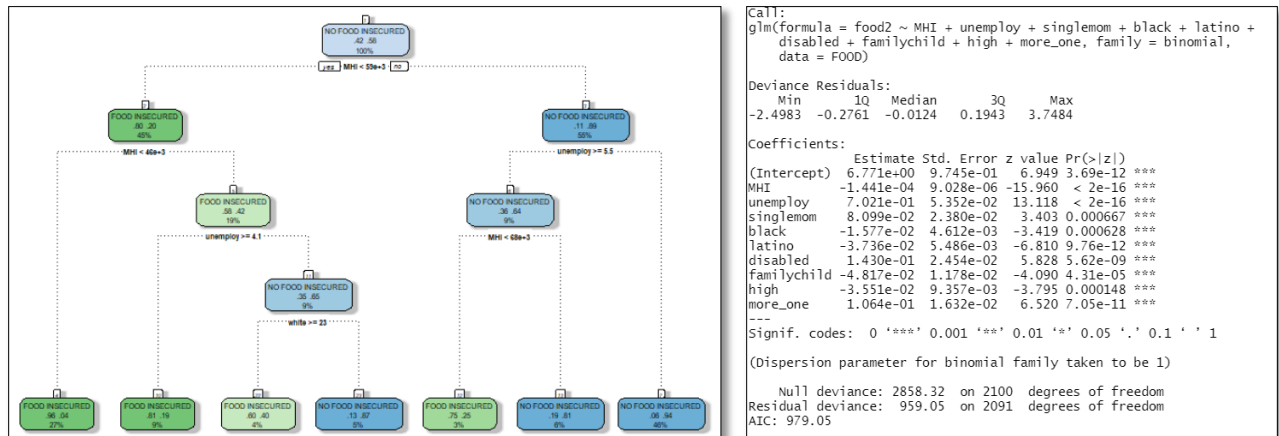 NO FOOD INSECURED
.42 .58
100%
yes MHI < 59e+3 no
FOOD INSECURED
.80 .20
45%
MHI < 46e+3
NO FOOD INSECURED
.11 .89
55%
unemploy >= 5.5
FOOD INSECURED
.58 .42
19%
unemploy >= 4.1
NO FOOD INSECURED
.36 .64
9%
MHI < 68e+3
NO FOOD INSECURED
.35 .65
9%
white >= 23
FOOD INSECURED
.96 .04
27%
FOOD INSECURED
.81 .19
9%
FOOD INSECURED
.60 .40
4%
NO FOOD INSECURED
.13 .87
5%
FOOD INSECURED
.75 .25
3%
NO FOOD INSECURED
.19 .81
6%
NO FOOD INSECURED
.06 .94
46%
Call:
glm(formula = food2 ~ MHI + unemploy + singlemom + black + latino +
disabled + familychild + high + more_one, family = binomial,
data = FOOD)
Deviance Residuals:
Min 1Q Median 3Q Max
-2.4983 -0.2761 -0.0124 0.1943 3.7484
Coefficients:
Estimate Std. Error z value Pr(>|z|)
(Intercept) 6.771e+00 9.745e-01 6.949 3.69e-12 ***
MHI -1.441e-04 9.028e-06 -15.960 < 2e-16 ***
unemploy 7.021e-01 5.352e-02 13.118 < 2e-16 ***
singlemom 8.099e-02 2.380e-02 3.403 0.000667 ***
black -1.577e-02 4.612e-03 -3.419 0.000628 ***
latino -3.736e-02 5.486e-03 -6.810 9.76e-12 ***
disabled 1.430e-01 2.454e-02 5.828 5.62e-09 ***
familychild -4.817e-02 1.178e-02 -4.090 4.31e-05 ***
high -3.551e-02 9.357e-03 -3.795 0.000148 ***
more_one 1.064e-01 1.632e-02 6.520 7.05e-11 ***
---
Signif. codes: 0 ‘***’ 0.001 ‘**’ 0.01 ‘*’ 0.05 ‘.’ 0.1 ‘ ’ 1
(Dispersion parameter for binomial family taken to be 1)
Null deviance: 2858.32 on 2100 degrees of freedom
Residual deviance: 959.05 on 2091 degrees of freedom
AIC: 979.05